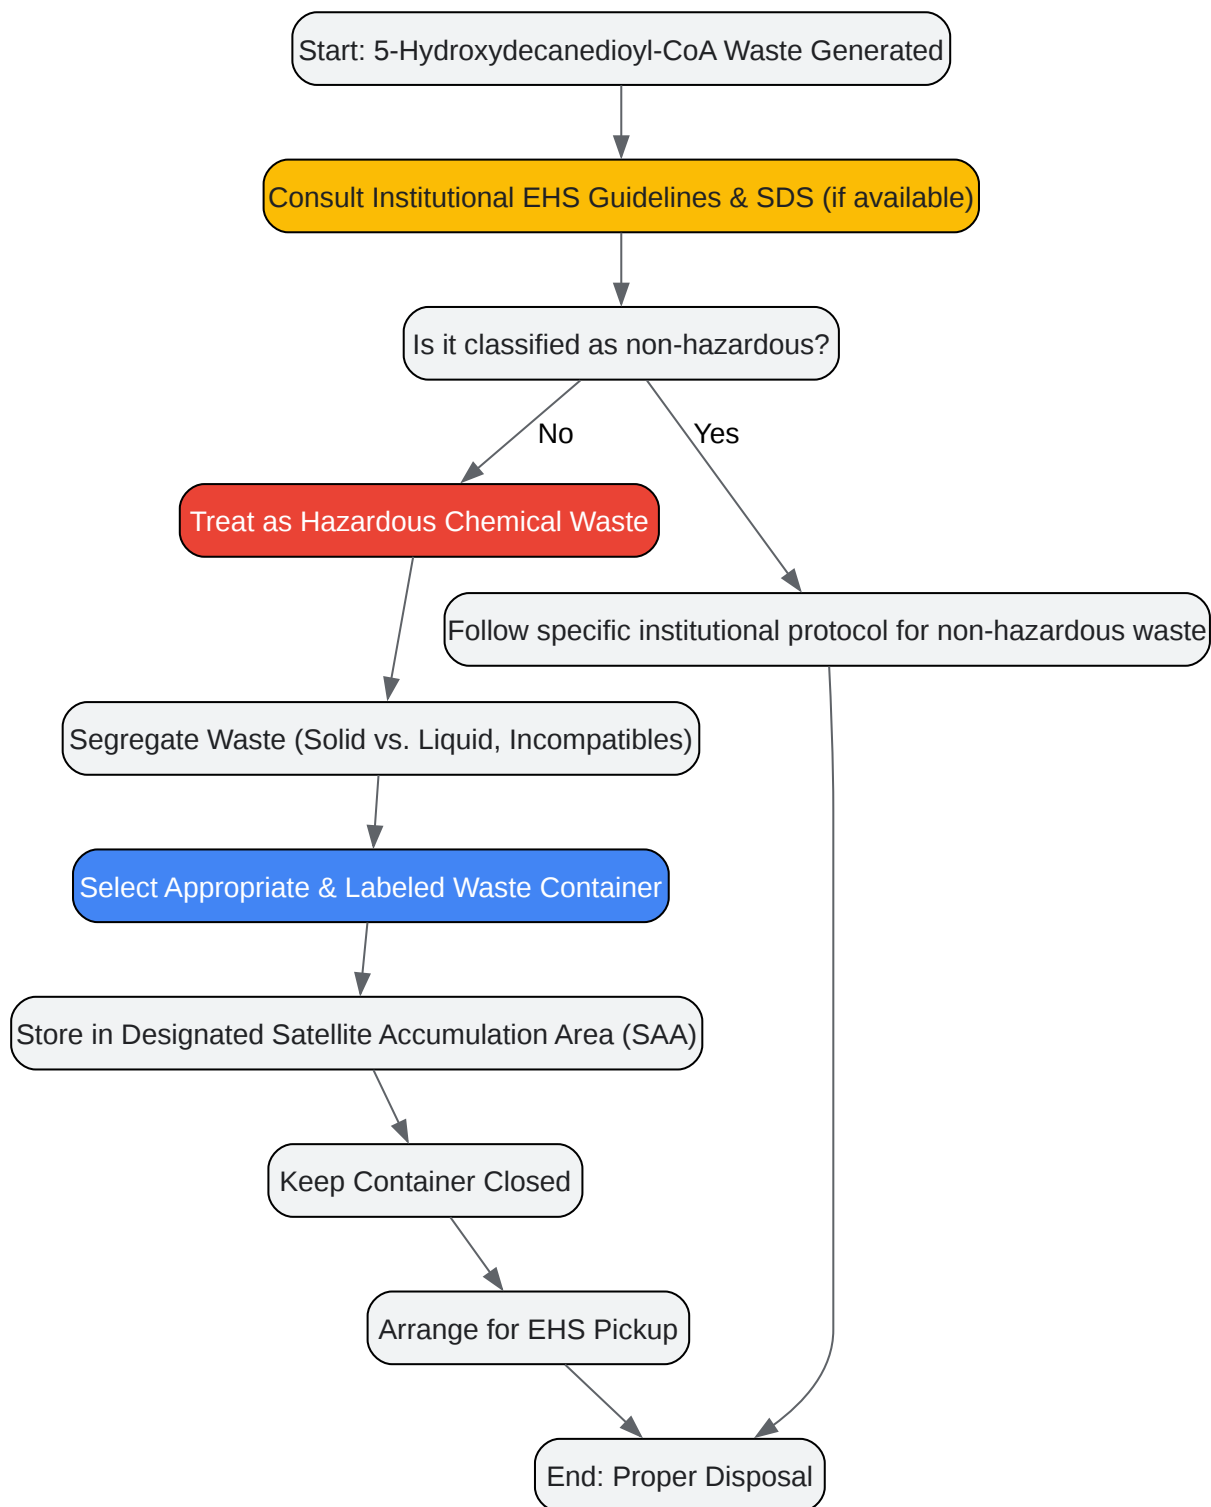 Start: 5-Hydroxydecanedioyl-CoA Waste Generated
Consult Institutional EHS Guidelines & SDS (if available)
Is it classified as non-hazardous?
No
Yes
Treat as Hazardous Chemical Waste
Follow specific institutional protocol for non-hazardous waste
Segregate Waste (Solid vs. Liquid, Incompatibles)
Select Appropriate & Labeled Waste Container
Store in Designated Satellite Accumulation Area (SAA)
Keep Container Closed
Arrange for EHS Pickup
End: Proper Disposal